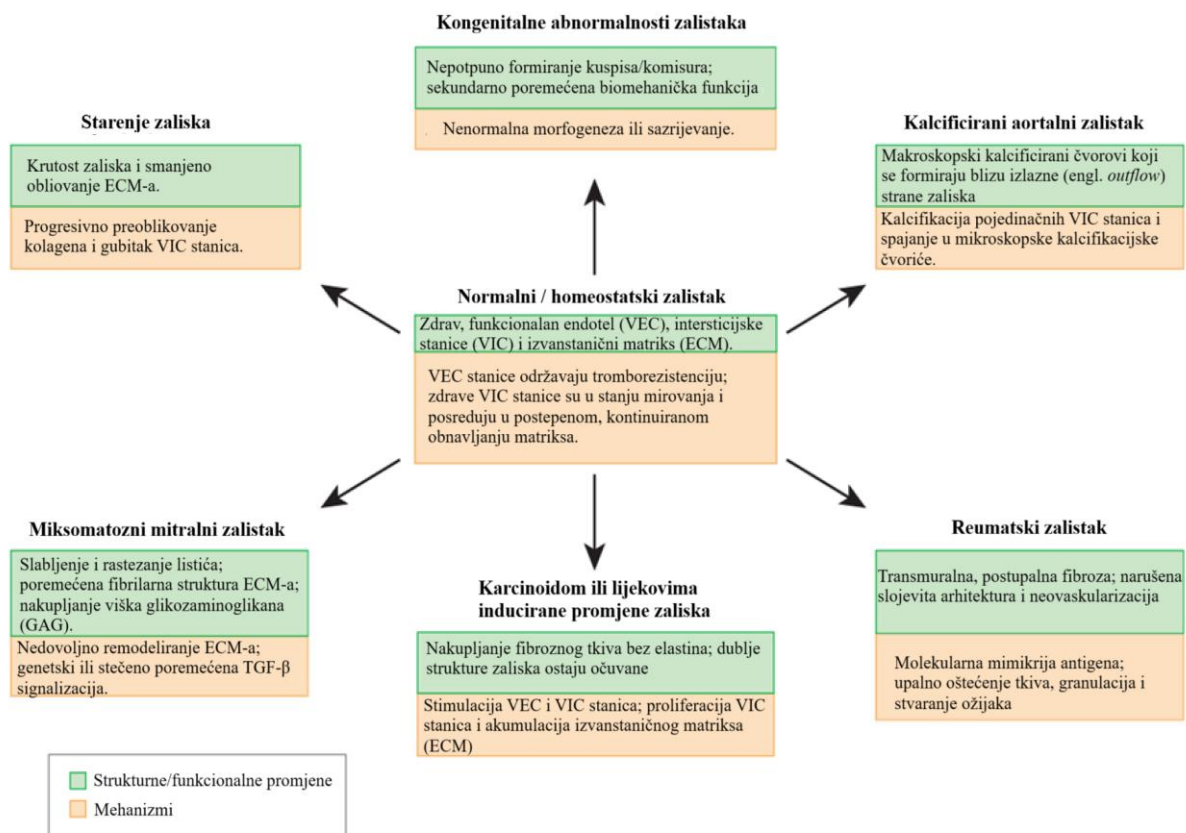 Kongenitalne abnormalnosti zalistaka
Nepotpuno formiranje kuspisa/komisura;
sekundarno poremećena biomehanička funkcija
Nenormalna morfogeneza ili sazrijevanje.
Starenje zaliska
Krutost zaliska i smanjeno
obliovanje ECM-a.
Progresivno preoblikovanje
kolagena i gubitak VIC stanica.
Kalcificirani aortalni zalistak
Makroskopski kalcificirani čvorovi koji
se formiraju blizu izlazne (engl. outflow)
strane zaliska
Kalcifikacija pojedinačnih VIC stanica i
spajanje u mikroskopske kalcifikacijske
čvoriće.
Normalni / homeostatski zalistak
Zdrav, funkcionalan endotel (VEC), intersticijske
stanice (VIC) i izvanstanični matriks (ECM).
VEC stanice održavaju tromborezistenciju;
zdrave VIC stanice su u stanju mirovanja i
posreduju u postepenom, kontinuiranom
obnavljanju matriksa.
Miksomatozni mitralni zalistak
Slabljenje i rastezanje listića;
poremećena fibrilarna struktura ECM-a;
nakupljanje viška glikozaminoglikana
(GAG).
Nedovoljno remodeliranje ECM-a;
genetski ili stečeno poremećena TGF-β
signalizacija.
Karcinoidom ili lijekovima
inducirane promjene zaliska
Nakupljanje fibroznog tkiva bez elastina; dublje
strukture zaliska ostaju očuvane
Stimulacija VEC i VIC stanica; proliferacija VIC
stanica i akumulacija izvanstaničnog matriksa
(ECM)
Reumatski zalistak
Transmuralna, postupalna fibroza; narušena
slojevita arhitektura i neovaskularizacija
Molekularna mimikrija antigena;
upalno oštećenje tkiva, granulacija i
stvaranje ožijaka
Strukturne/funkcionalne promjene
Mehanizmi